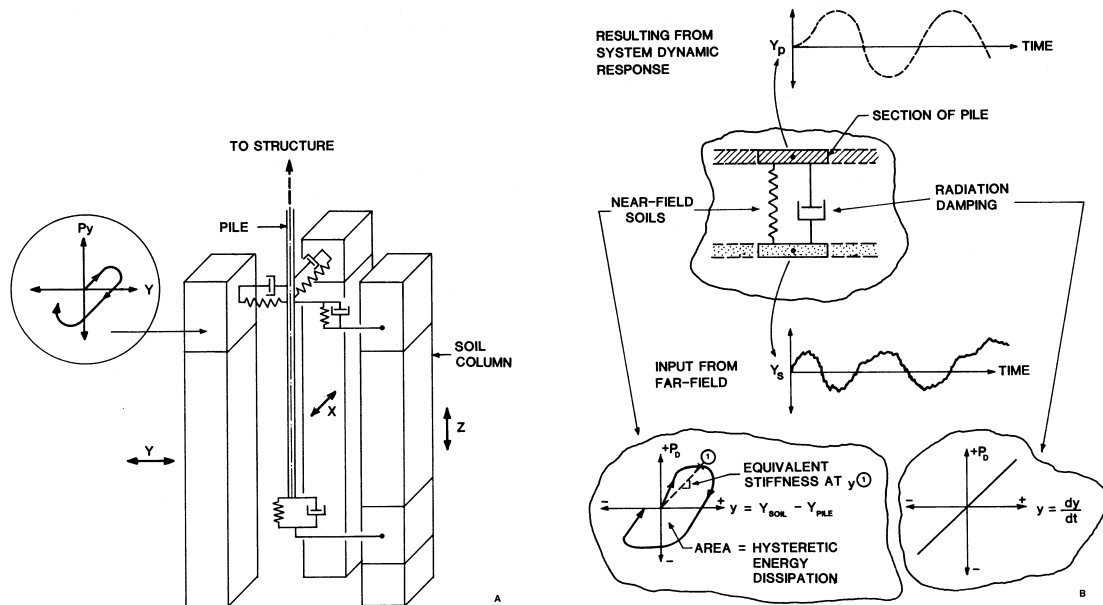 TO STRUCTURE
Py
Y
PILE
SOIL
COLUMN
X
Y
Z
A
RESULTING FROM
SYSTEM DYNAMIC
RESPONSE
Yp
TIME
SECTION OF PILE
NEAR-FIELD
SOILS
RADIATION
DAMPING
INPUT FROM
FAR-FIELD
Ys
TIME
+PD
1
EQUIVALENT
STIFFNESS AT y①
- + y = YSOIL - YPILE
AREA = HYSTERETIC
ENERGY
DISSIPATION
-
+PD
- + y = dy/dt
-
B